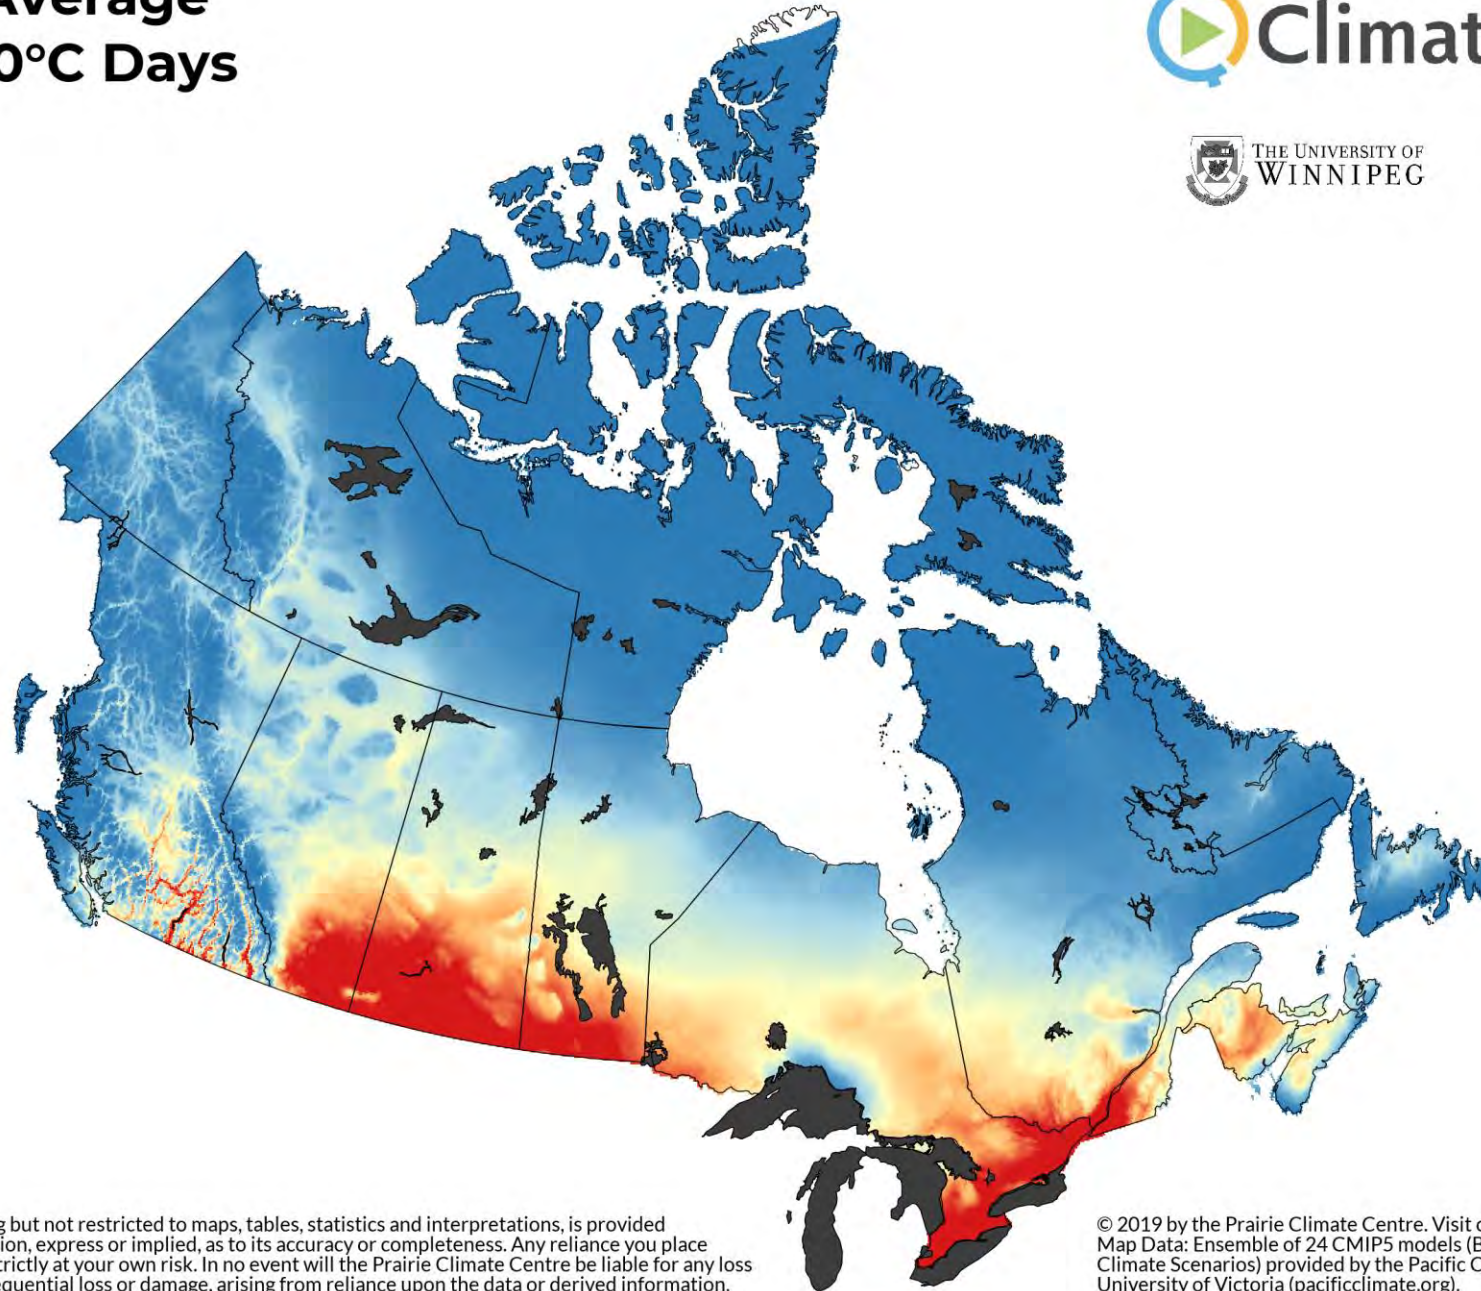 Average
0°C Days
Climat
THE UNIVERSITY OF
WINNIPEG
g but not restricted to maps, tables, statistics and interpretations, is provided
ion, express or implied, as to its accuracy or completeness. Any reliance you place
trictly at your own risk. In no event will the Prairie Climate Centre be liable for any loss
equential loss or damage, arising from reliance upon the data or derived information.
© 2019 by the Prairie Climate Centre. Visit c
Map Data: Ensemble of 24 CMIP5 models (B
Climate Scenarios) provided by the Pacific C
University of Victoria (pacificclimate.org).